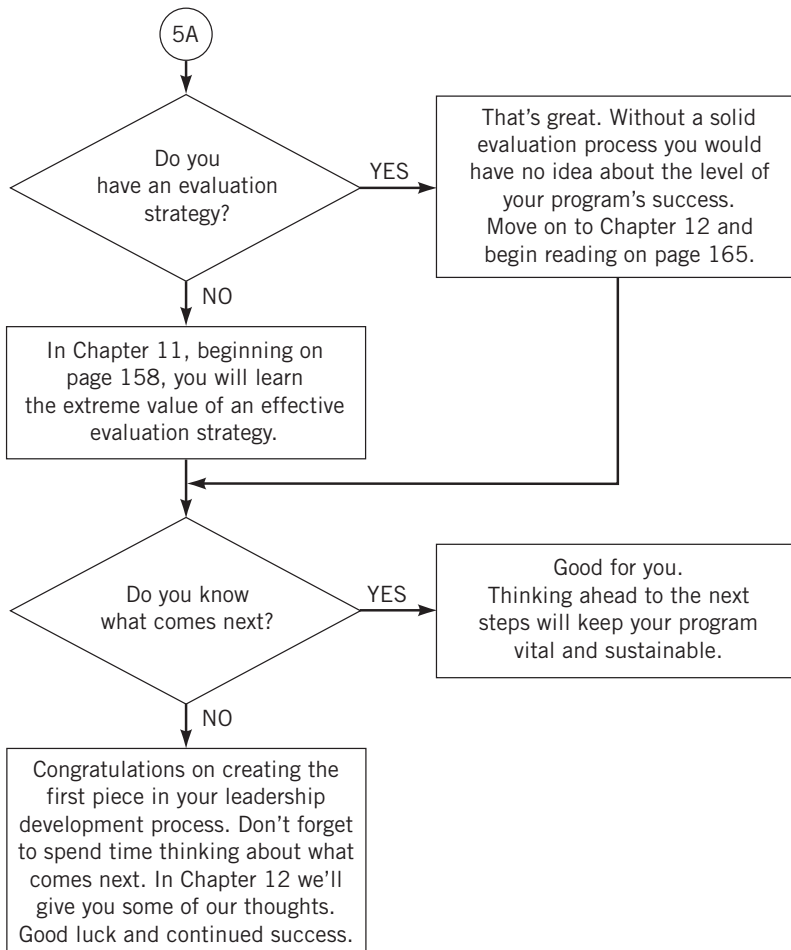 5A
Do you
have an evaluation
strategy?
YES
That's great. Without a solid
evaluation process you would
have no idea about the level of
your program's success.
Move on to Chapter 12 and
begin reading on page 165.
NO
In Chapter 11, beginning on
page 158, you will learn
the extreme value of an effective
evaluation strategy.
Do you know
what comes next?
YES
Good for you.
Thinking ahead to the next
steps will keep your program
vital and sustainable.
NO
Congratulations on creating the
first piece in your leadership
development process. Don't forget
to spend time thinking about what
comes next. In Chapter 12 we'll
give you some of our thoughts.
Good luck and continued success.